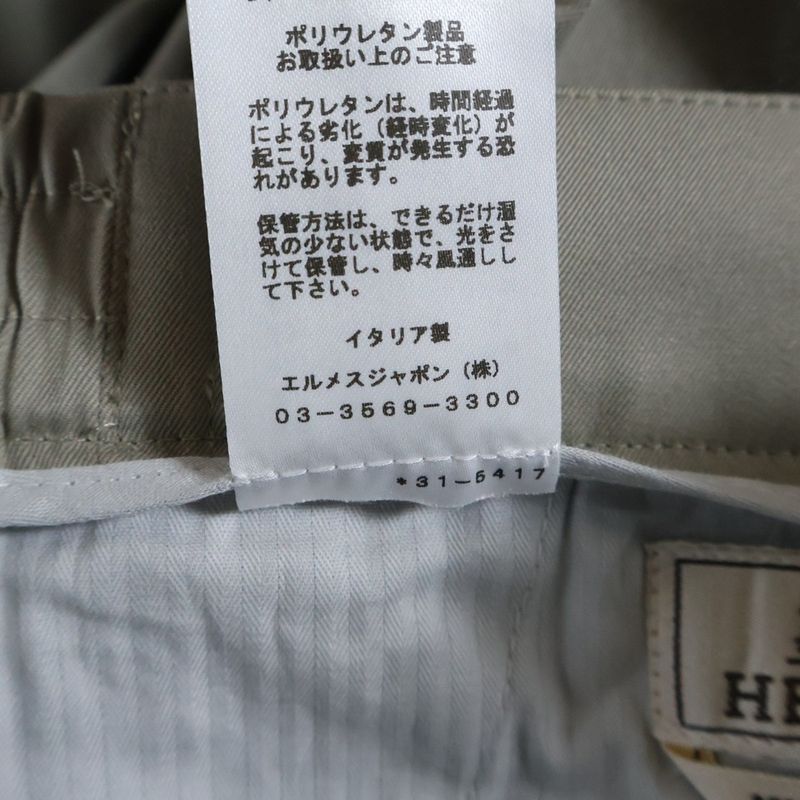 ポリウレタン製品
お取扱い上のご注意
ポリウレタンは、時間経過
による劣化（経時変化）が
起こり、変質が発生する恐
れがあります。
保管方法は、できるだけ湿
気の少ない状態で、光をさ
けて保管し、時々風通しし
て下さい。
イタリア製
エルメスジャポン（株）
03-3569-3300
*31-5417
HE